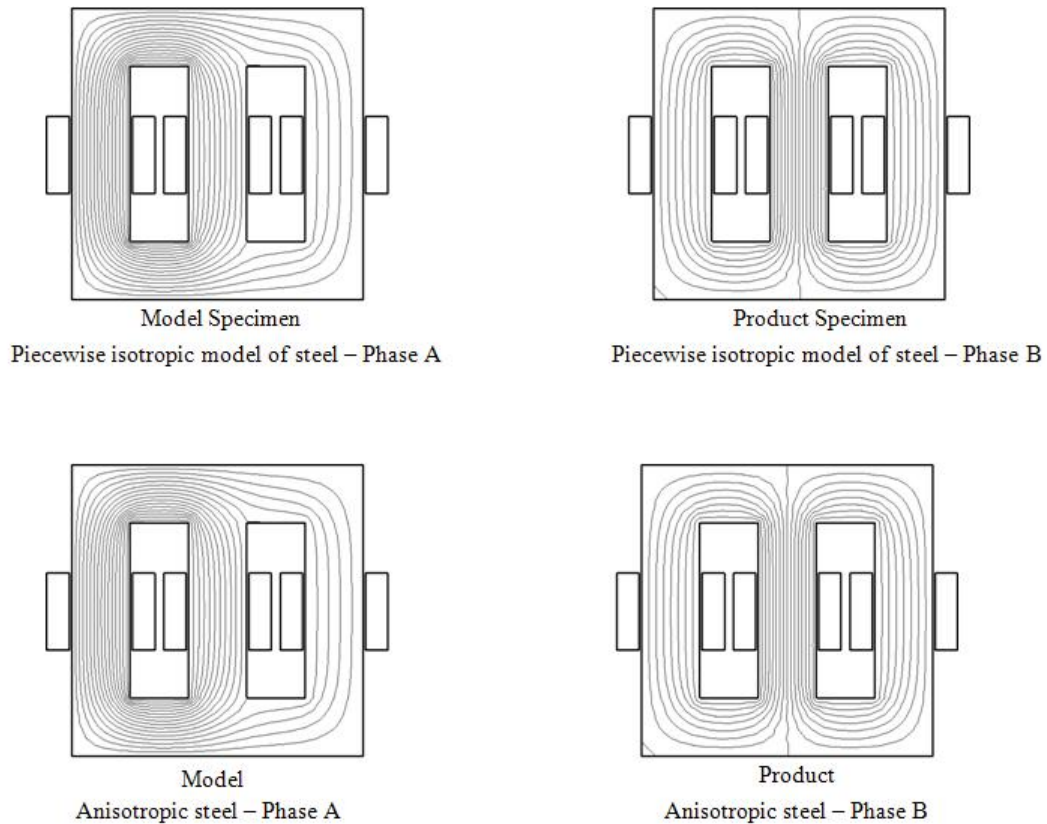 Model Specimen
Piecewise isotropic model of steel – Phase A
Product Specimen
Piecewise isotropic model of steel – Phase B
Model
Anisotropic steel – Phase A
Product
Anisotropic steel – Phase B